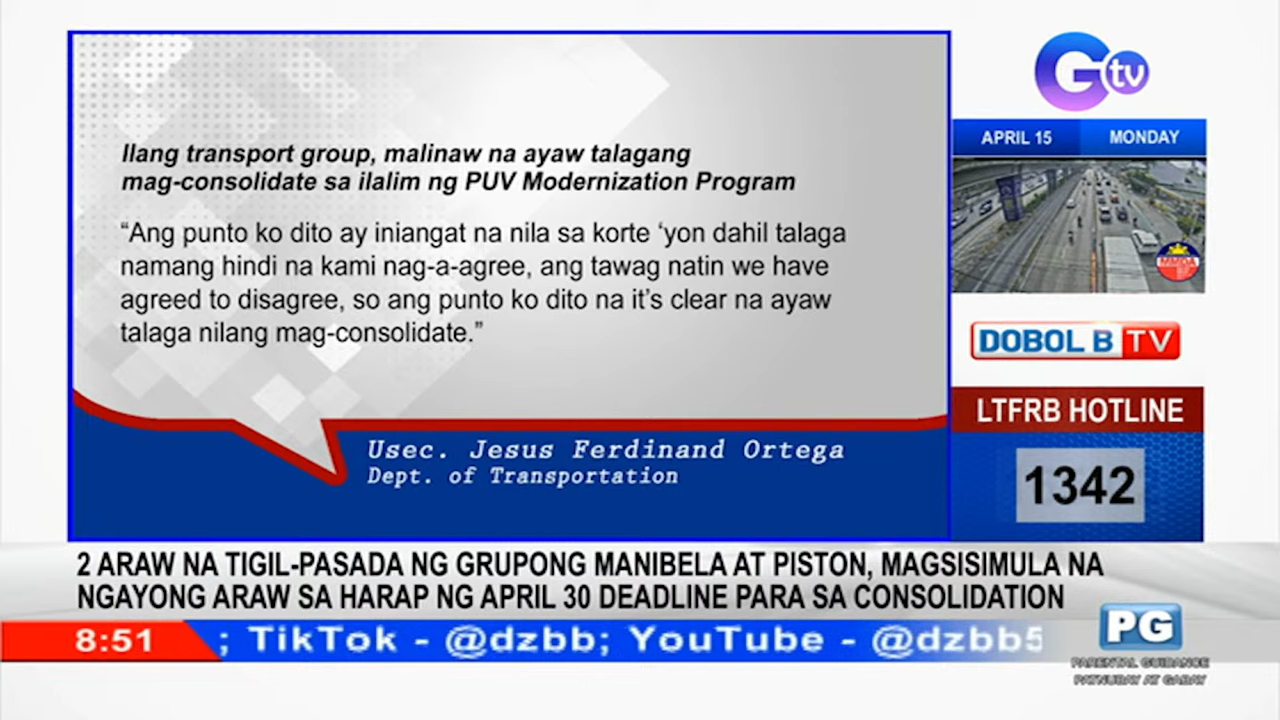 Gtv
APRIL 15 MONDAY
Ilang transport group, malinaw na ayaw talagang
mag-consolidate sa ilalim ng PUV Modernization Program
“Ang punto ko dito ay iniangat na nila sa korte ‘yon dahil talaga
namang hindi na kami nag-a-agree, ang tawag natin we have
agreed to disagree, so ang punto ko dito na it’s clear na ayaw
talaga nilang mag-consolidate.”
Usec. Jesus Ferdinand Ortega
Dept. of Transportation
MMDA
DOBOL B TV
LTFRB HOTLINE
1342
2 ARAW NA TIGIL-PASADA NG GRUPONG MANIBELA AT PISTON, MAGSISIMULA NA
NGAYONG ARAW SA HARAP NG APRIL 30 DEADLINE PARA SA CONSOLIDATION
8:51 ; TikTok - @dzbb; YouTube - @dzbb5
PG
PARENTAL GUIDANCE
PATNUBAY AT GABAY